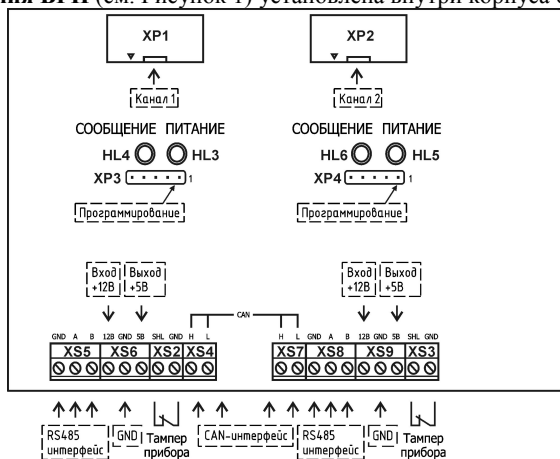 ния ВРП (см. Рисунок 1) установлена внутри корпуса
XP1 XP2
Канал 1 Канал 2
СООБЩЕНИЕ ПИТАНИЕ СООБЩЕНИЕ ПИТАНИЕ
HL4 HL3 HL6 HL5
XP3 1 XP4 1
Программирование Программирование
Вход +12В Выход +5В Вход +12В Выход +5В
CAN
GND A B 12В GND 5В SHL GND H L H L GND A B 12В GND 5В SHL GND
XS5 XS6 XS2 XS4 XS7 XS8 XS9 XS3
RS485 интерфейс GND Тампер прибора CAN-интерфейс RS485 интерфейс GND Тампер прибора